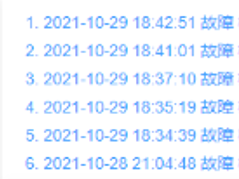 1. 2021-10-29 18:42:51 故障
2. 2021-10-29 18:41:01 故障
3. 2021-10-29 18:37:10 故障
4. 2021-10-29 18:35:19 故障
5. 2021-10-29 18:34:39 故障
6. 2021-10-28 21:04:48 故障